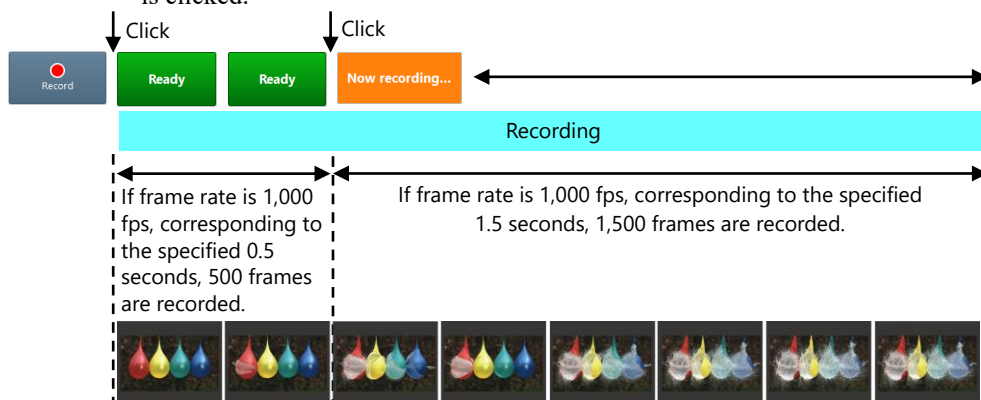 is clicked.
Click
Click
Record
Ready
Ready
Now recording...
Recording
If frame rate is 1,000
fps, corresponding to
the specified 0.5
seconds, 500 frames
are recorded.
If frame rate is 1,000 fps, corresponding to the specified
1.5 seconds, 1,500 frames are recorded.